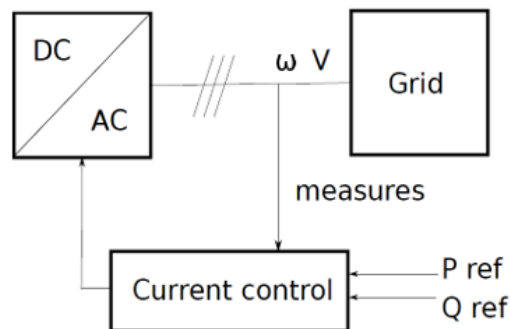 DC
AC
ω V
Grid
measures
Current control
P ref
Q ref